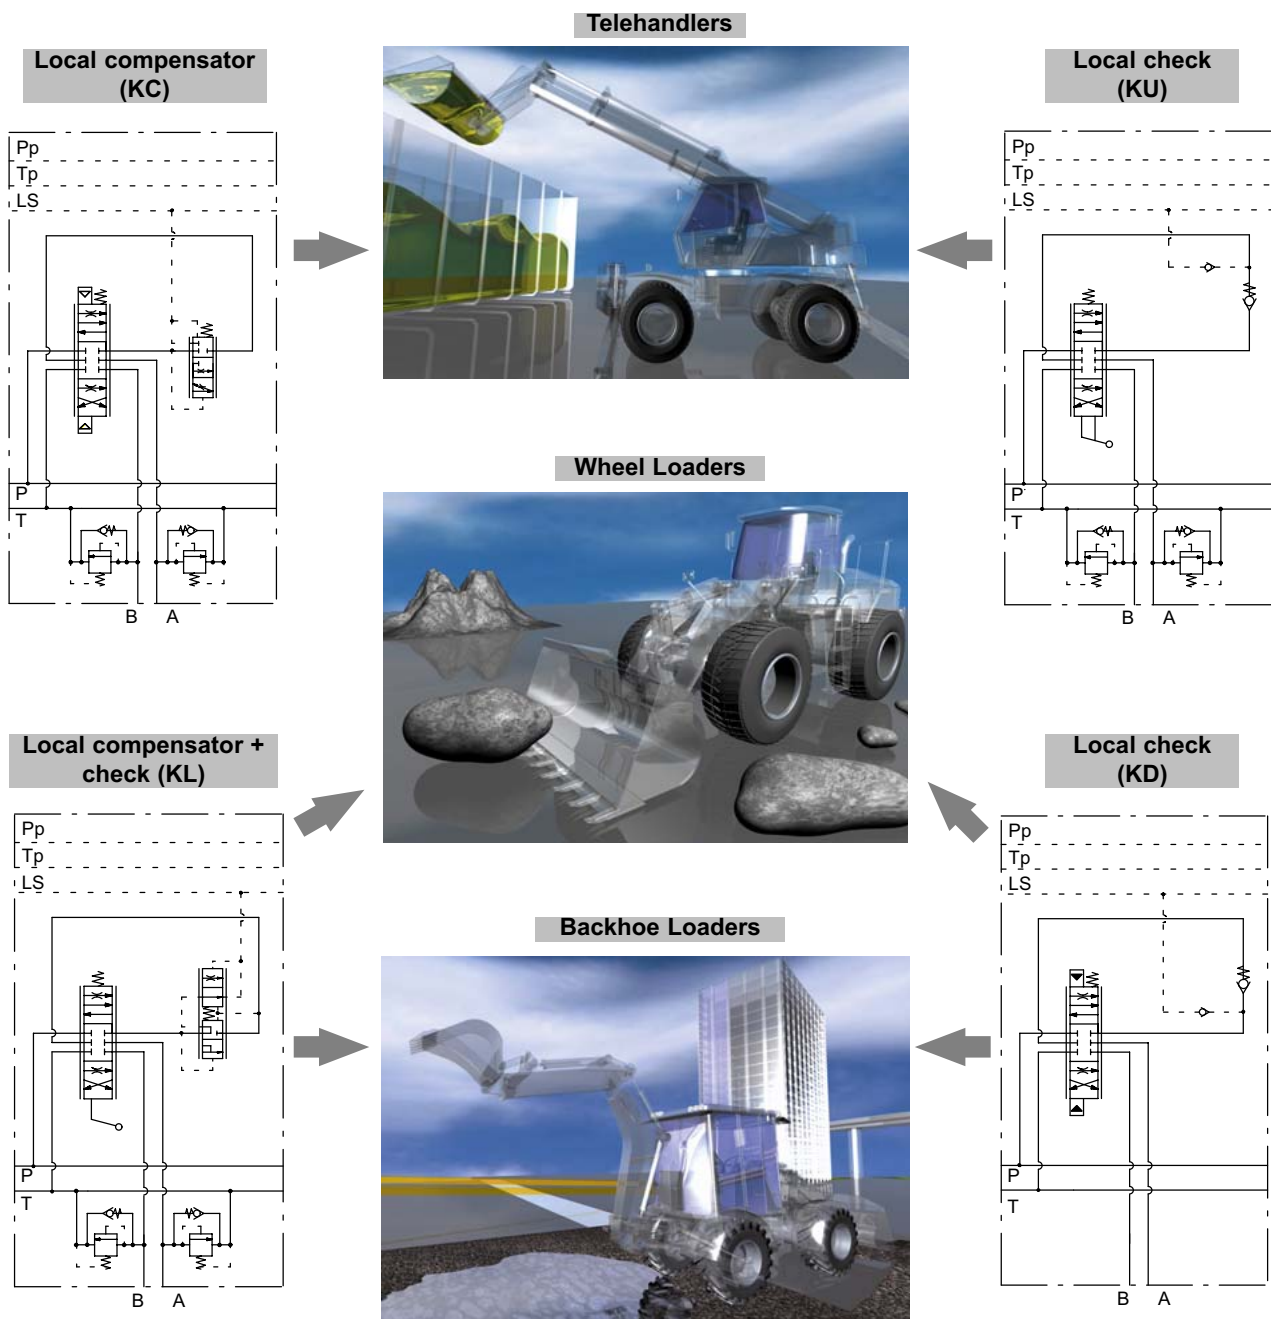 Telehandlers
Local compensator
(KC)
Local check
(KU)
Pp
Tp
LS
P
T
B A
Pp
Tp
LS
P
T
B A
Wheel Loaders
Local compensator +
check (KL)
Local check
(KD)
Pp
Tp
LS
P
T
B A
Pp
Tp
LS
P
T
B A
Backhoe Loaders